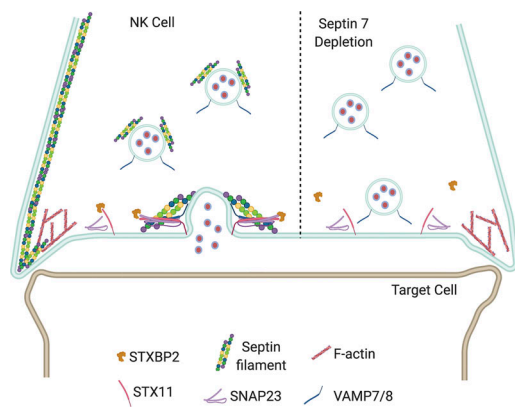 NK Cell
Septin 7
Depletion
Target Cell
STXBP2
Septin
filament
F-actin
STX11
SNAP23
VAMP7/8